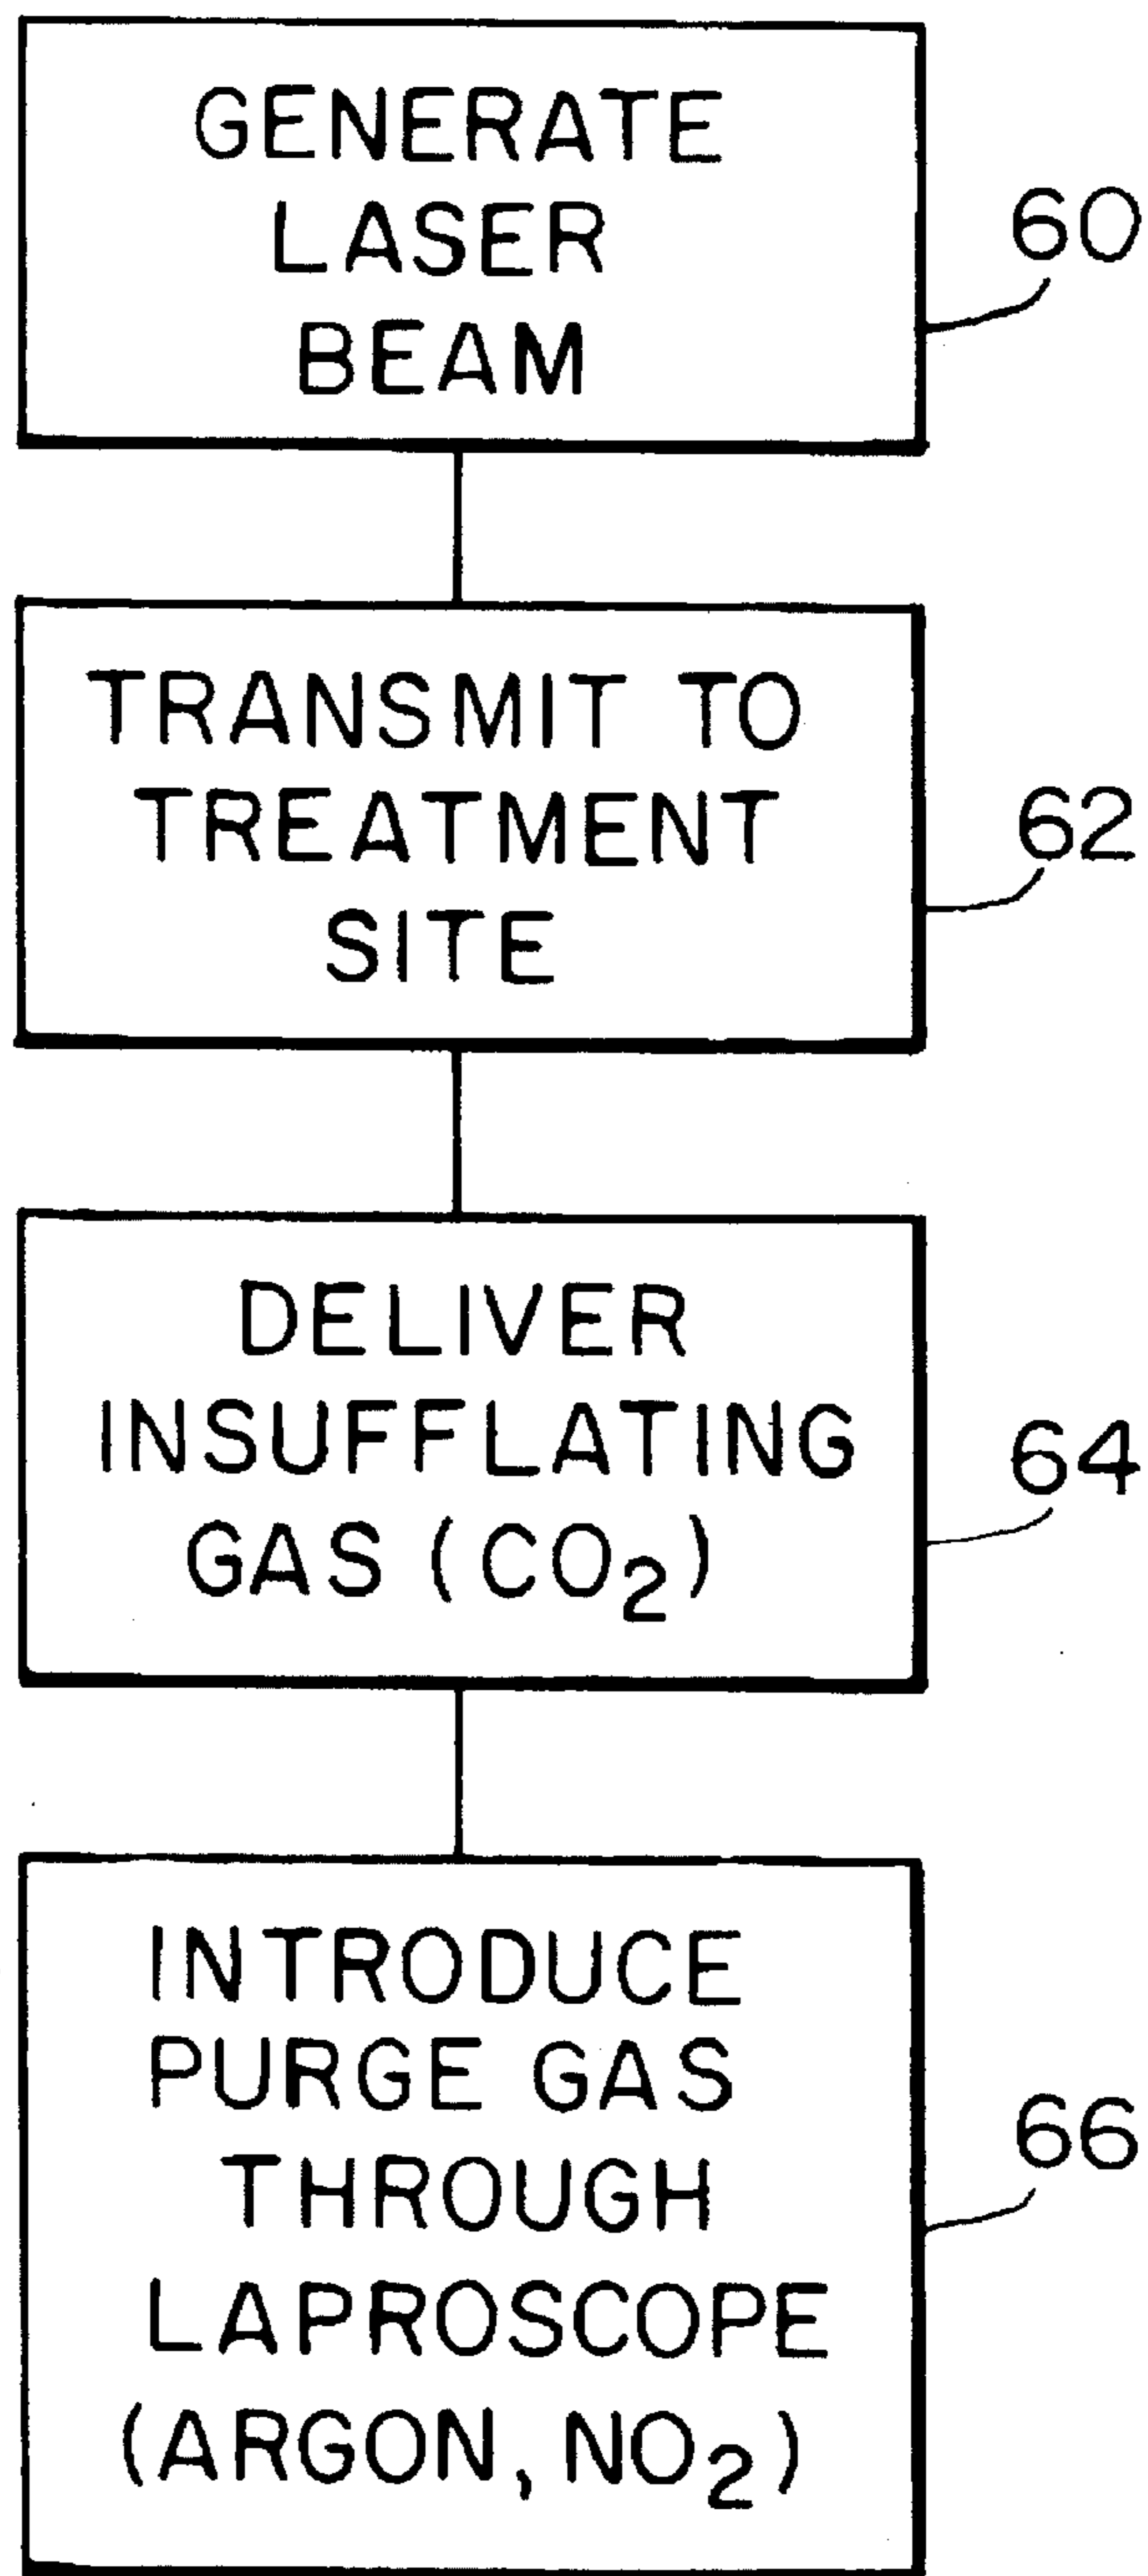 GENERATE
LASER
BEAM
60
TRANSMIT TO
TREATMENT
SITE
62
DELIVER
INSUFFLATING
GAS (CO₂)
64
INTRODUCE
PURGE GAS
THROUGH
LAPROSCOPE
(ARGON, NO₂)
66